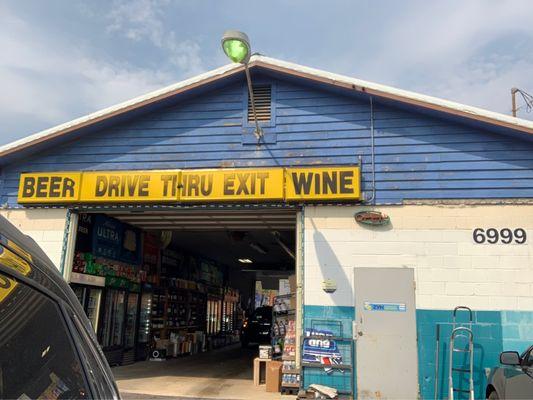 BEER DRIVE THRU EXIT WINE
6999
ULTRA